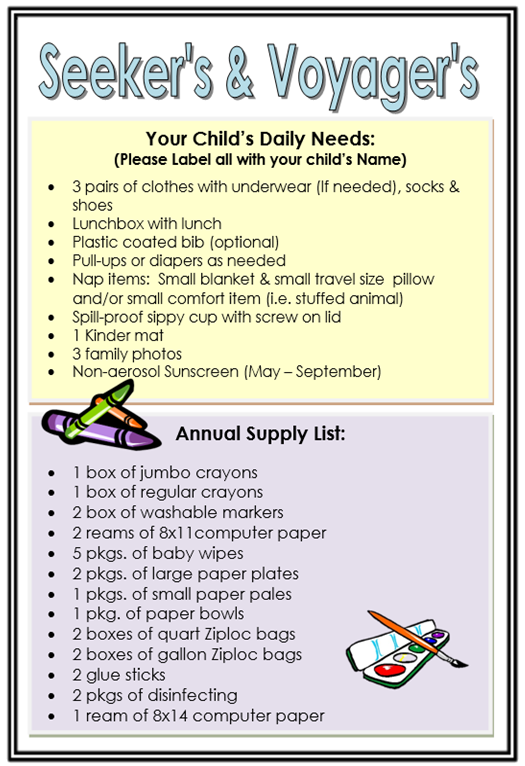 Seeker's & Voyager's
Your Child's Daily Needs:
(Please Label all with your child's Name)
• 3 pairs of clothes with underwear (If needed), socks &
shoes
• Lunchbox with lunch
• Plastic coated bib (optional)
• Pull-ups or diapers as needed
• Nap items: Small blanket & small travel size pillow
and/or small comfort item (i.e. stuffed animal)
• Spill-proof sippy cup with screw on lid
• 1 Kinder mat
• 3 family photos
• Non-aerosol Sunscreen (May – September)
Annual Supply List:
• 1 box of jumbo crayons
• 1 box of regular crayons
• 2 box of washable markers
• 2 reams of 8x11computer paper
• 5 pkgs. of baby wipes
• 2 pkgs. of large paper plates
• 1 pkgs. of small paper pales
• 1 pkg. of paper bowls
• 2 boxes of quart Ziploc bags
• 2 boxes of gallon Ziploc bags
• 2 glue sticks
• 2 pkgs of disinfecting
• 1 ream of 8x14 computer paper